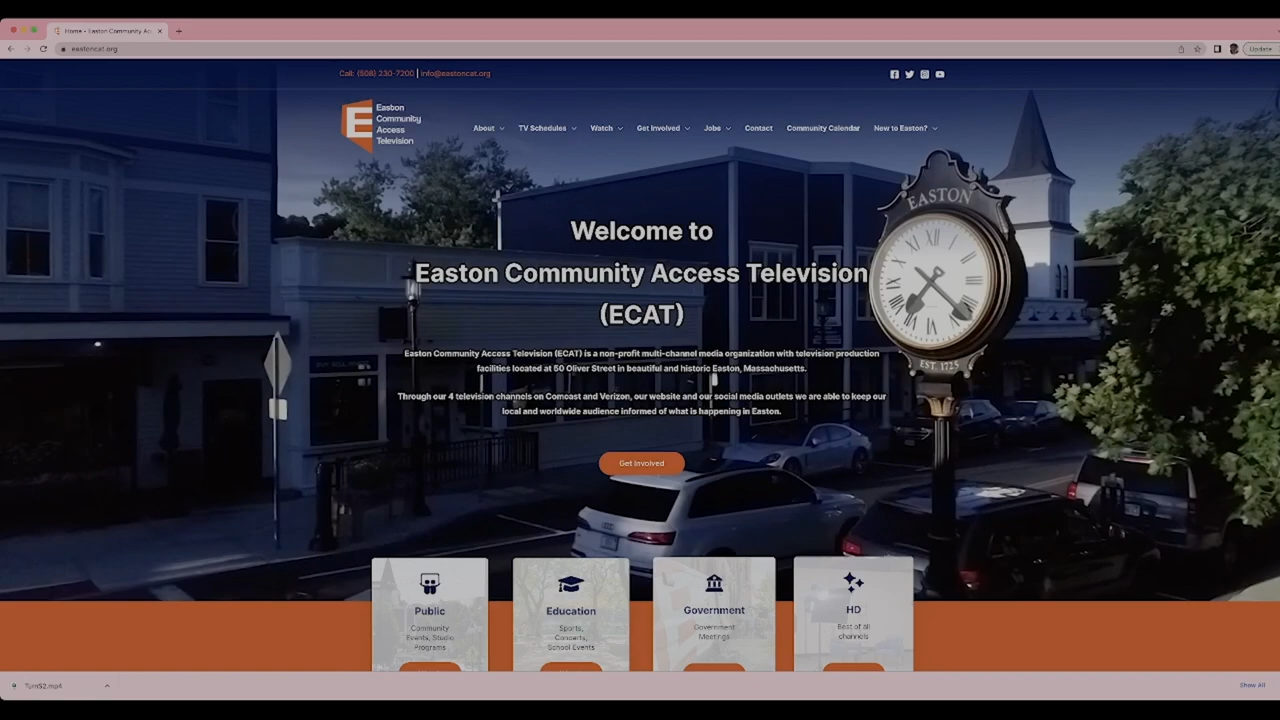 Home - Easton Community Ac
eastoncat.org
Update
Call: (508) 230-7200 | info@eastoncat.org
Easton
Community
Access
Television
About TV Schedules Watch Get Involved Jobs Contact Community Calendar New to Easton?
EASTON
EST. 1725
Welcome to
Easton Community Access Television
(ECAT)
Easton Community Access Television (ECAT) is a non-profit multi-channel media organization with television production
facilities located at 50 Oliver Street in beautiful and historic Easton, Massachusetts.
Through our 4 television channels on Comcast and Verizon, our website and our social media outlets we are able to keep our
local and worldwide audience informed of what is happening in Easton.
Get Involved
Public
Community
Events, Studio
Programs
Education
Sports,
Concerts,
School Events
Government
Government
Meetings
HD
Best of all
channels
Turn52.mp4
Show All